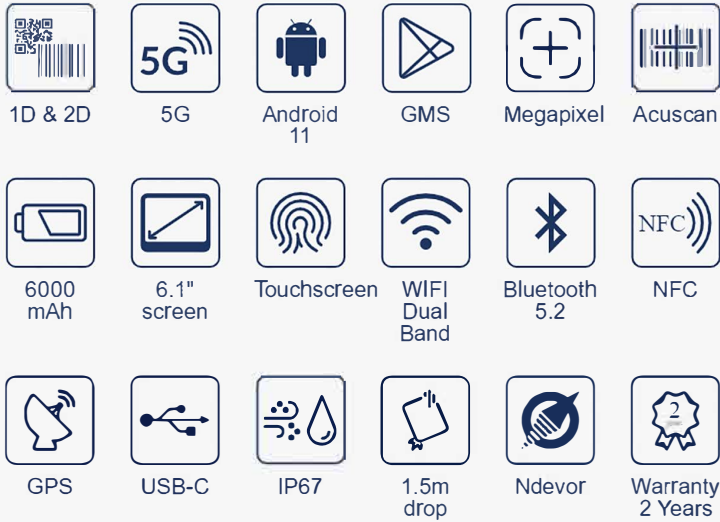 5G
1D & 2D
5G
Android
11
GMS
Megapixel
Acuscan
NFC
6000
mAh
6.1"
screen
Touchscreen
WIFI
Dual
Band
Bluetooth
5.2
NFC
2
GPS
USB-C
IP67
1.5m
drop
Ndevor
Warranty
2 Years